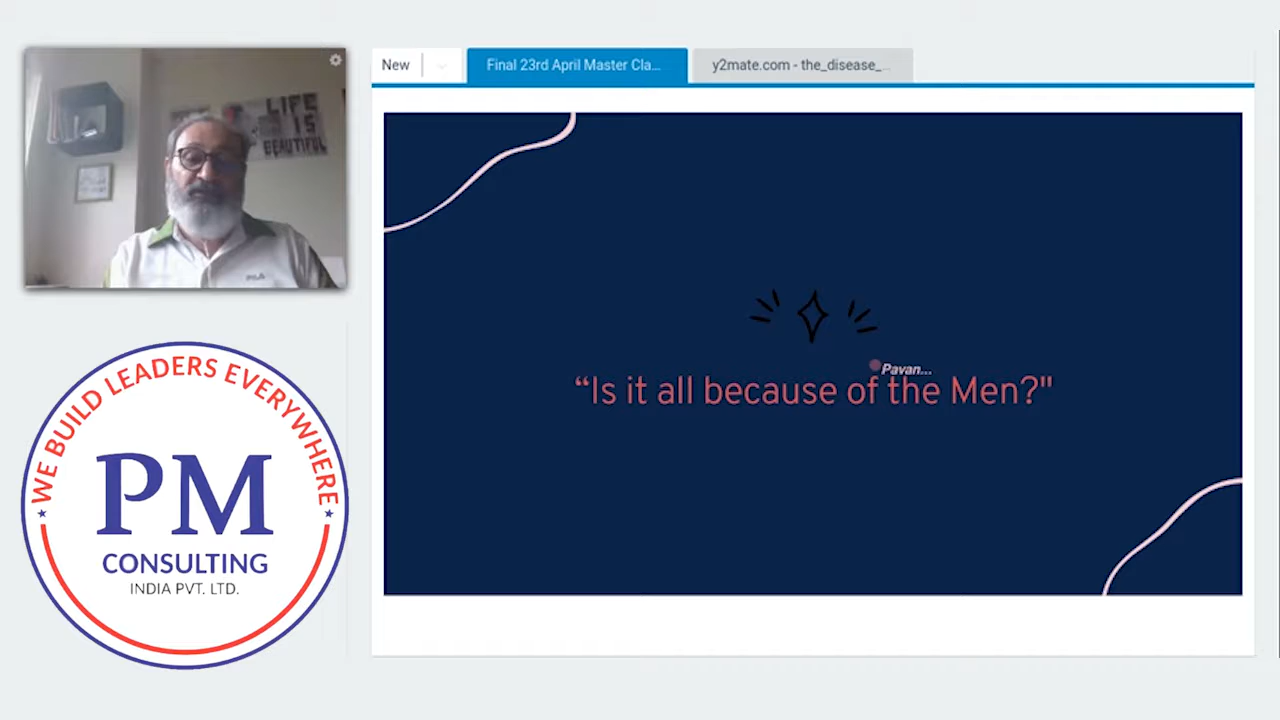 LIFE
IS
BEAUTIFUL
FILA
New
Final 23rd April Master Cla...
y2mate.com - the_disease_...
Pavan...
“Is it all because of the Men?"
WE BUILD LEADERS EVERYWHERE
PM
CONSULTING
INDIA PVT. LTD.